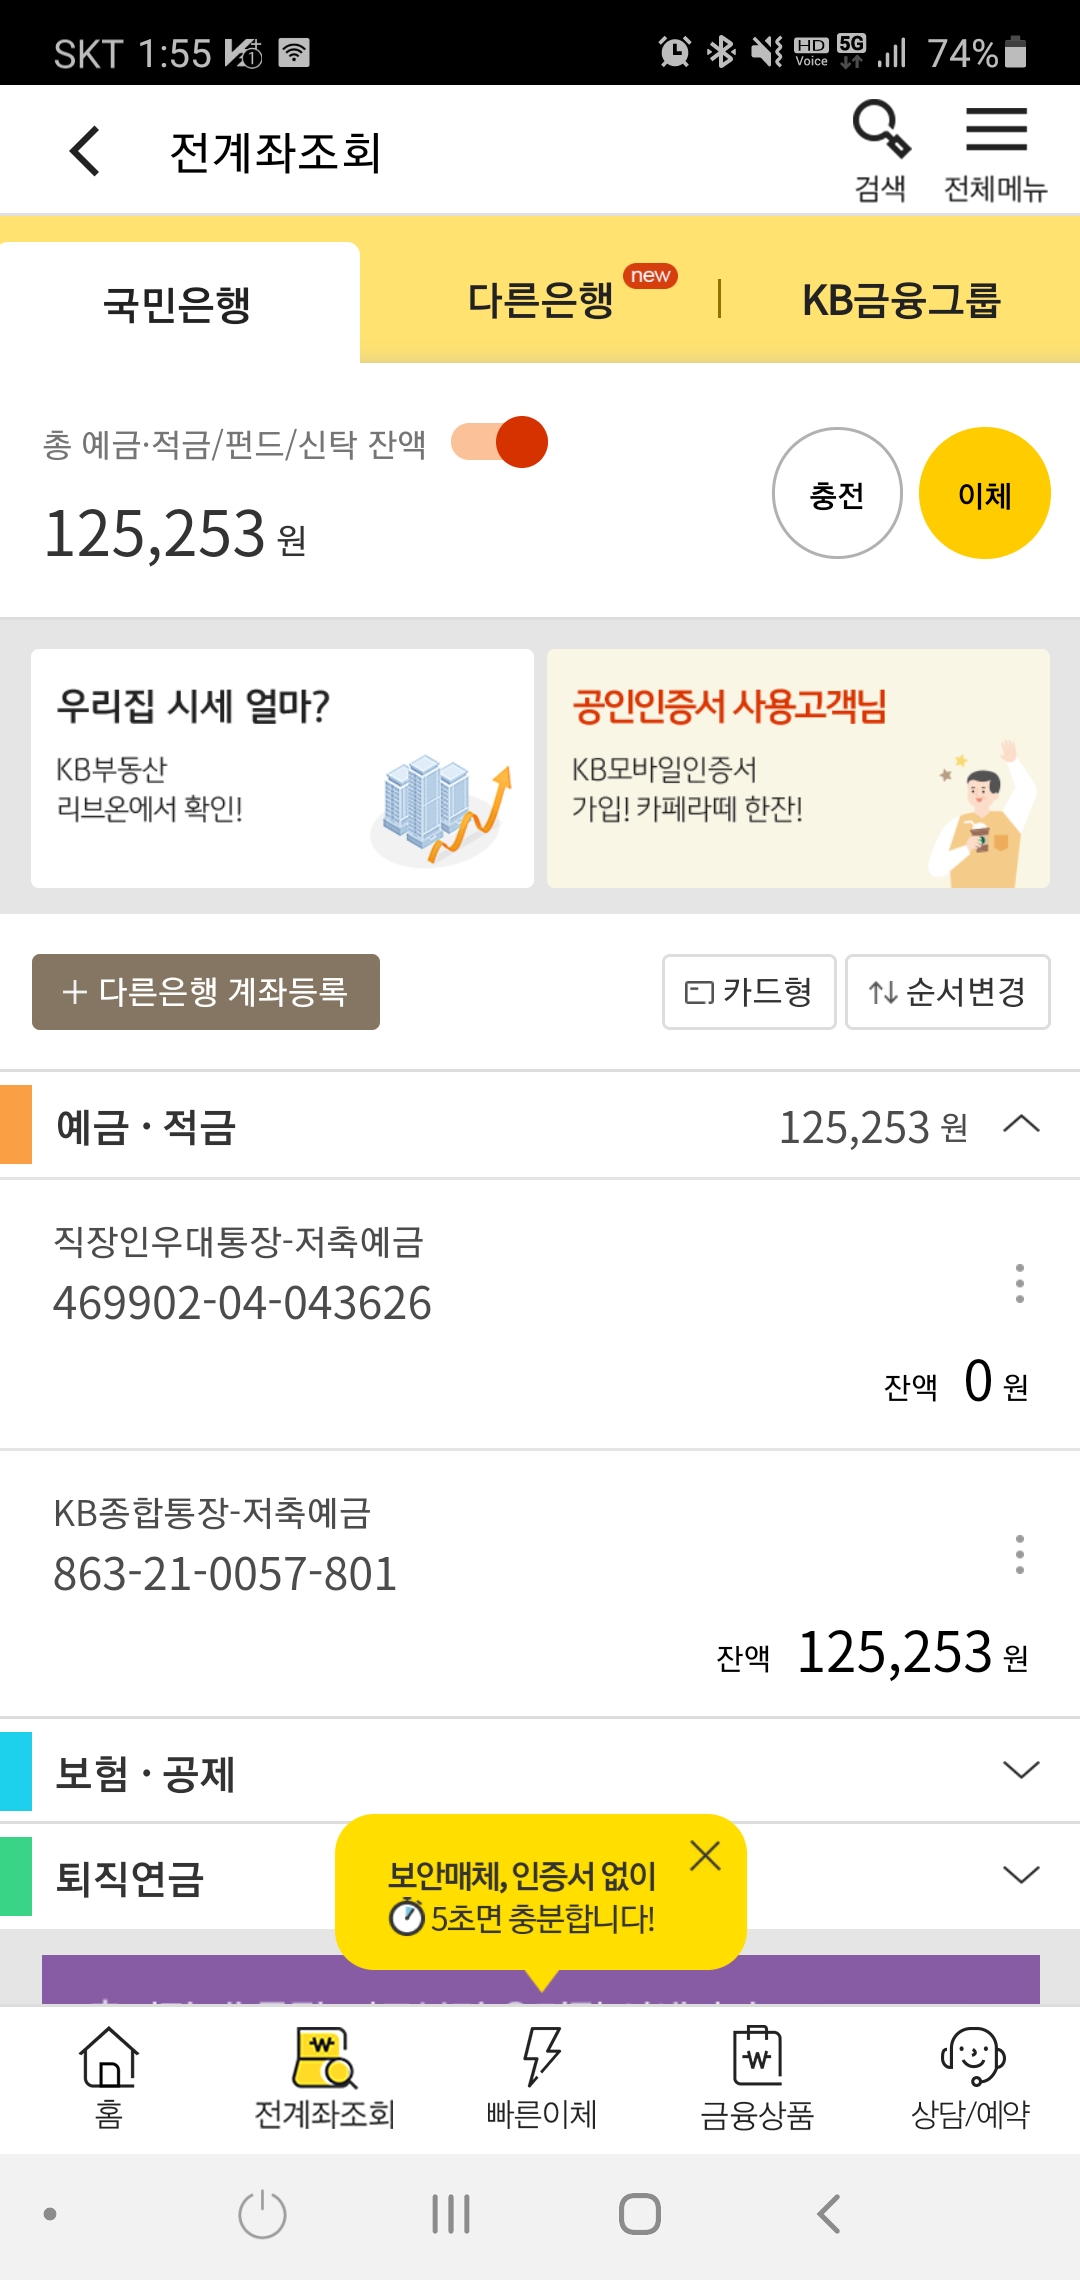 SKT 1:55
HD Voice 5G 74%
전계좌조회
검색 전체메뉴
국민은행 다른은행 new KB금융그룹
총 예금·적금/펀드/신탁 잔액
125,253 원
충전 이체
우리집 시세 얼마?
KB부동산
리브온에서 확인!
공인인증서 사용고객님
KB모바일인증서
가입! 카페라떼 한잔!
+ 다른은행 계좌등록 카드형 순서변경
예금 · 적금 125,253 원
직장인우대통장-저축예금
469902-04-043626
잔액 0 원
KB종합통장-저축예금
863-21-0057-801
잔액 125,253 원
보험 · 공제
퇴직연금
보안매체, 인증서 없이
5초면 충분합니다!
홈 전계좌조회 빠른이체 금융상품 상담/예약